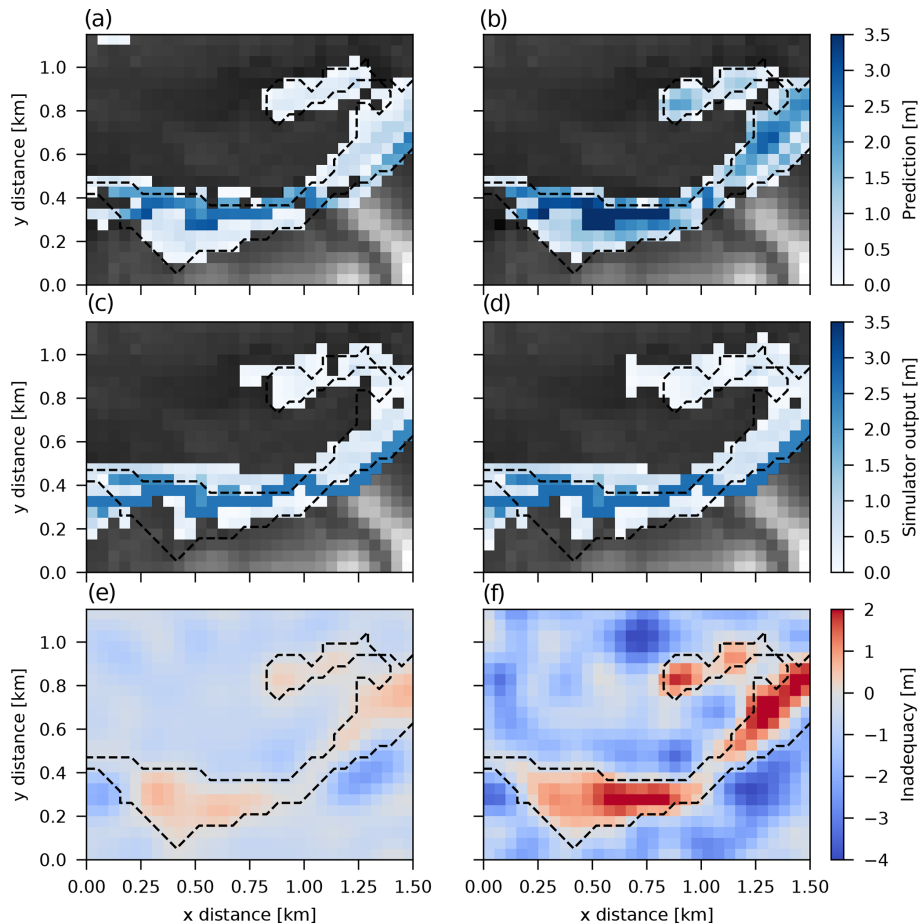 (a)
(b)
1.0
0.8
0.6
0.4
0.2
0.0
y distance [km]
3.5
3.0
2.5
2.0
1.5
1.0
0.5
0.0
Prediction [m]
(c)
(d)
1.0
0.8
0.6
0.4
0.2
0.0
y distance [km]
3.5
3.0
2.5
2.0
1.5
1.0
0.5
0.0
Simulator output [m]
(e)
(f)
1.0
0.8
0.6
0.4
0.2
0.0
y distance [km]
2
1
0
−1
−2
−3
−4
Inadequacy [m]
0.00 0.25 0.50 0.75 1.00 1.25 1.50
0.00 0.25 0.50 0.75 1.00 1.25 1.50
x distance [km]
x distance [km]